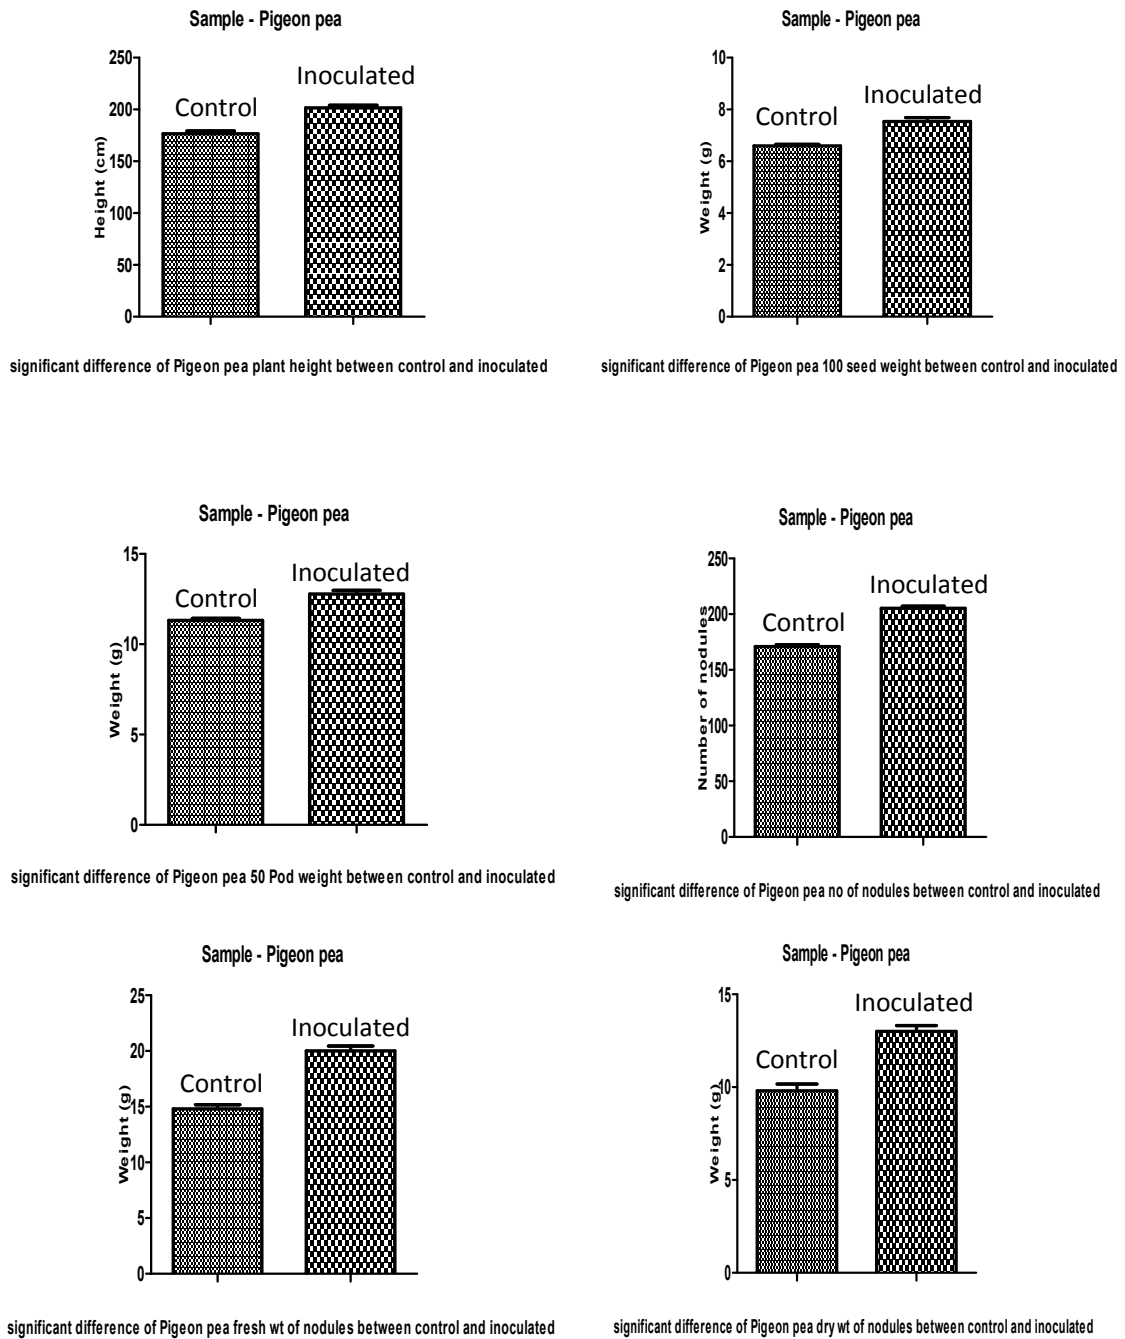 Sample - Pigeon pea
250
200
150
100
50
0
Height (cm)
Control
Inoculated
significant difference of Pigeon pea plant height between control and inoculated
Sample - Pigeon pea
10
8
6
4
2
0
Weight (g)
Control
Inoculated
significant difference of Pigeon pea 100 seed weight between control and inoculated
Sample - Pigeon pea
15
10
5
0
Weight (g)
Control
Inoculated
significant difference of Pigeon pea 50 Pod weight between control and inoculated
Sample - Pigeon pea
250
200
150
100
50
0
Number of nodules
Control
Inoculated
significant difference of Pigeon pea no of nodules between control and inoculated
Sample - Pigeon pea
25
20
15
10
5
0
Weight (g)
Control
Inoculated
significant difference of Pigeon pea fresh wt of nodules between control and inoculated
Sample - Pigeon pea
15
10
5
0
Weight (g)
Control
Inoculated
significant difference of Pigeon pea dry wt of nodules between control and inoculated